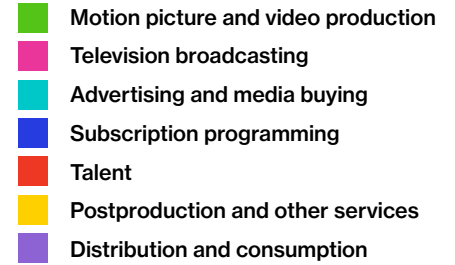 Motion picture and video production
Television broadcasting
Advertising and media buying
Subscription programming
Talent
Postproduction and other services
Distribution and consumption